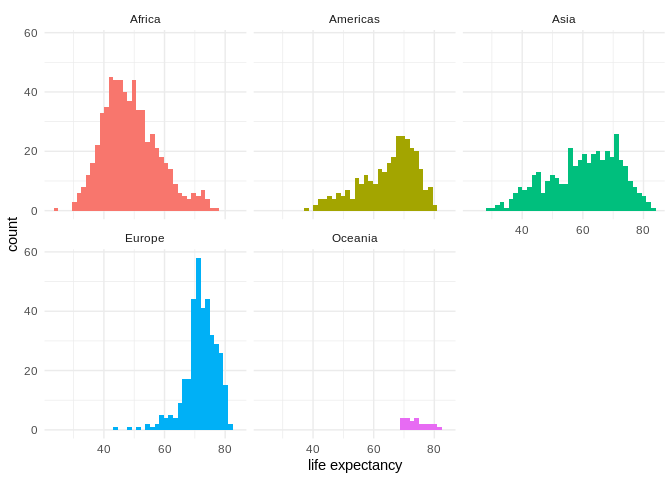 Africa Americas Asia
60
40
20
0
40 60 80
Europe Oceania
60
40
20
0
40 60 80 40 60 80
count
life expectancy